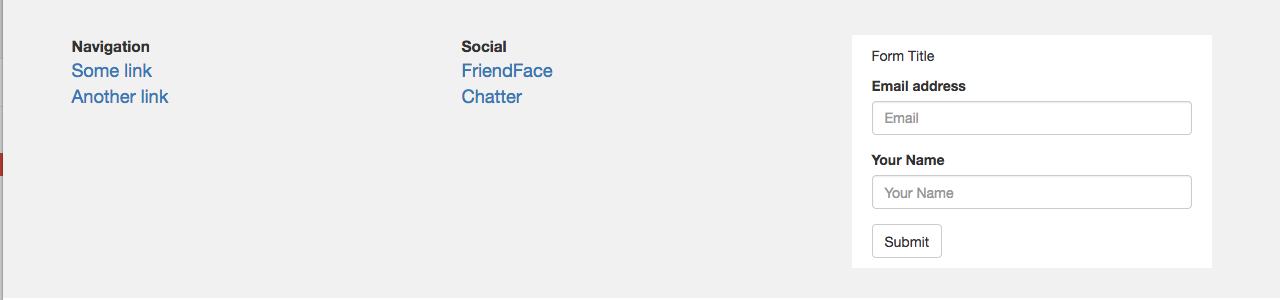 Navigation
Some link
Another link
Social
FriendFace
Chatter
Form Title
Email address
Email
Your Name
Your Name
Submit